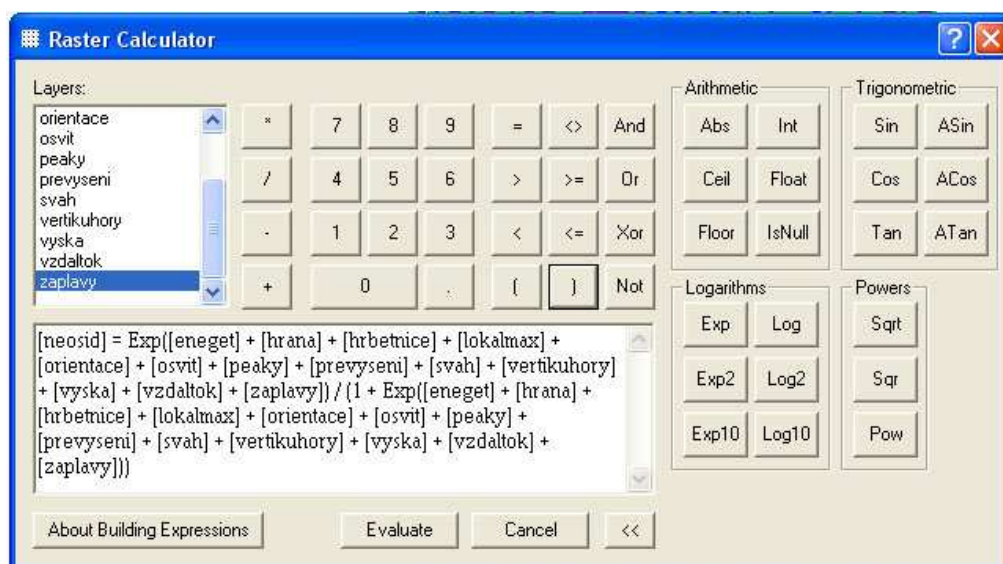 Raster Calculator
Layers:
orientace
osvit
peaky
prevyseni
svah
vertikuhory
vyska
vzdaltok
zaplavy
* 7 8 9 = <> And
/ 4 5 6 > >= Or
- 1 2 3 < <= Xor
+ 0 . ( ) Not
Arithmetic
Abs Int
Ceil Float
Floor IsNull
Trigonometric
Sin ASin
Cos ACos
Tan ATan
Logarithms
Exp Log
Exp2 Log2
Exp10 Log10
Powers
Sqrt
Sqr
Pow
[neosid] = Exp([eneget] + [hrana] + [hrbetnice] + [lokalmax] +
[orientace] + [osvit] + [peaky] + [prevyseni] + [svah] + [vertikuhory]
+ [vyska] + [vzdaltok] + [zaplavy]) / (1 + Exp([eneget] + [hrana] +
[hrbetnice] + [lokalmax] + [orientace] + [osvit] + [peaky] +
[prevyseni] + [svah] + [vertikuhory] + [vyska] + [vzdaltok] +
[zaplavy]))
About Building Expressions Evaluate Cancel <<